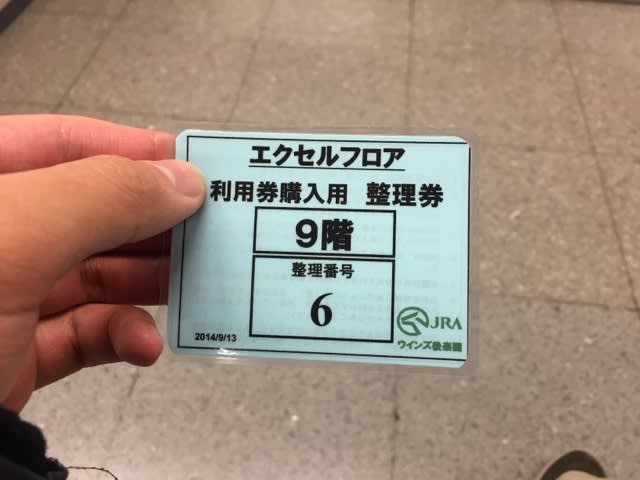 エクセルフロア
利用券購入用 整理券
9階
整理番号
6
2014/9/13
JRA
ウインズ後楽園